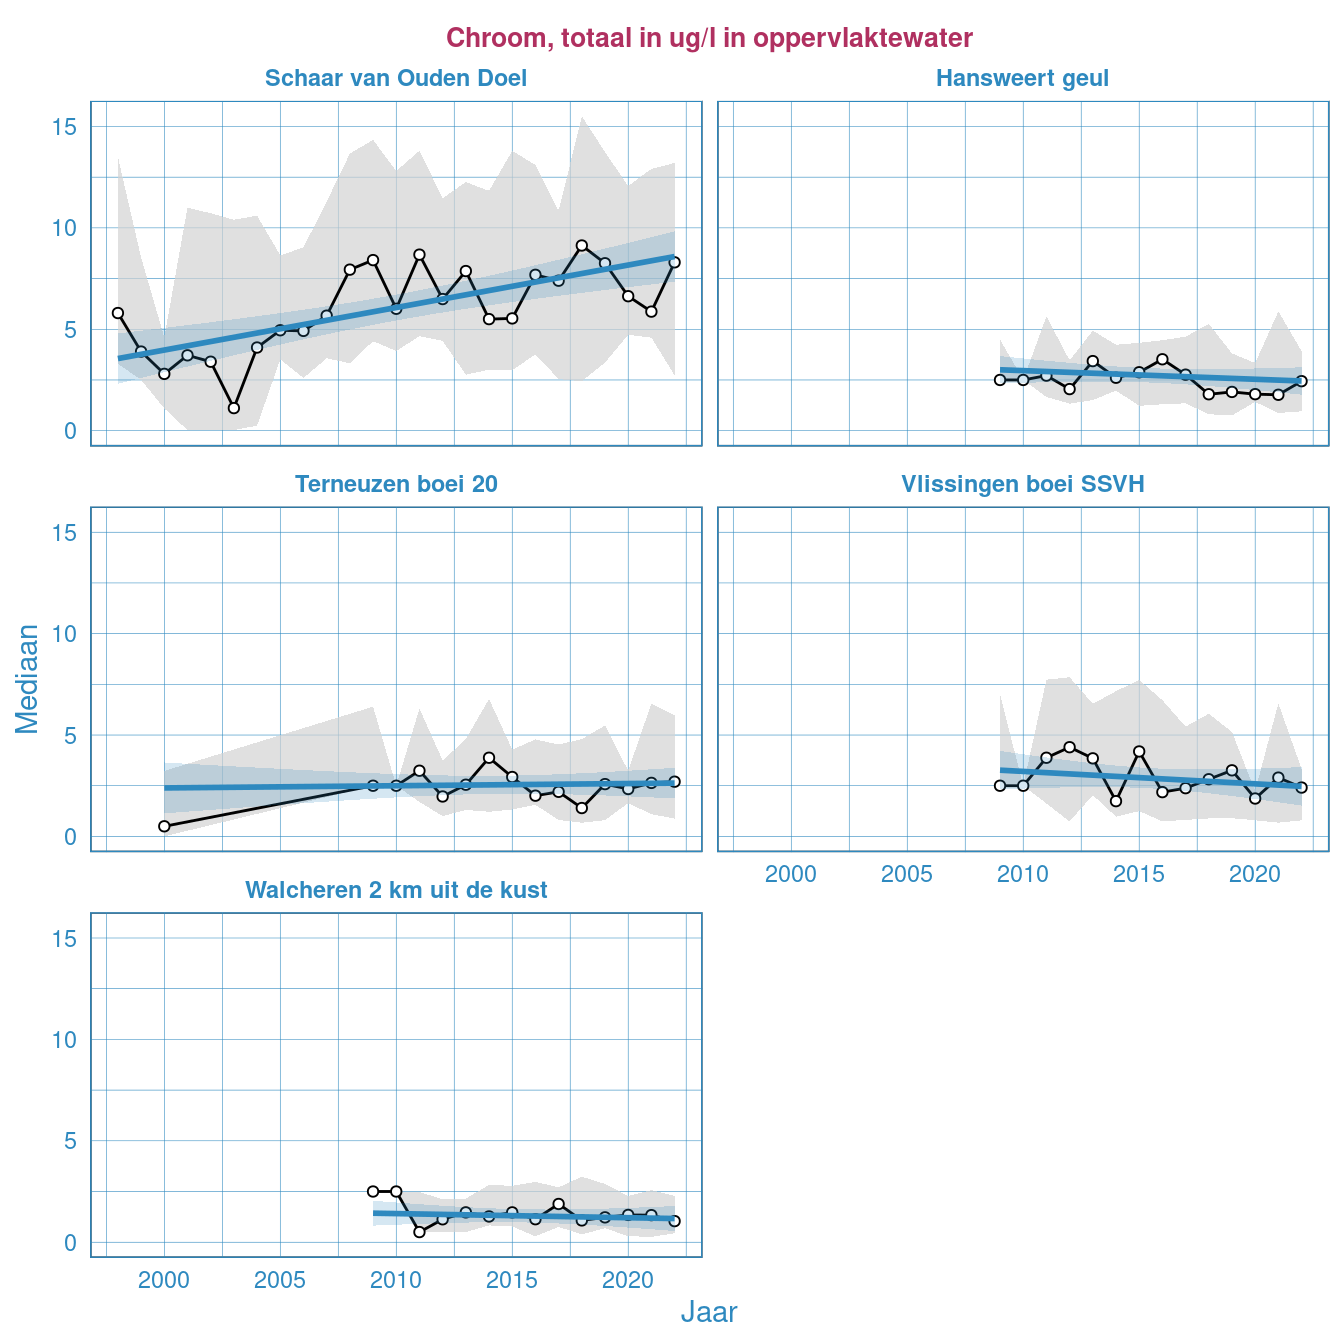 Chroom, totaal in ug/l in oppervlaktewater
Schaar van Ouden Doel
Hansweert geul
15
10
5
0
Terneuzen boei 20
Vlissingen boei SSVH
15
10
5
0
2000 2005 2010 2015 2020
Walcheren 2 km uit de kust
15
10
5
0
2000 2005 2010 2015 2020
Mediaan
Jaar